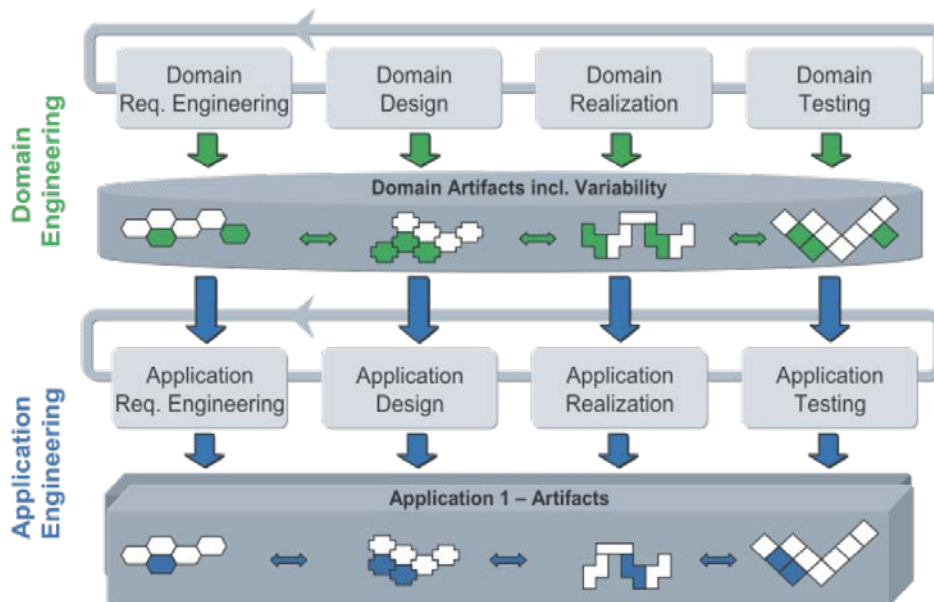 Domain
Engineering
Domain
Req. Engineering
Domain
Design
Domain
Realization
Domain
Testing
Domain Artifacts incl. Variability
Application
Engineering
Application
Req. Engineering
Application
Design
Application
Realization
Application
Testing
Application 1 – Artifacts